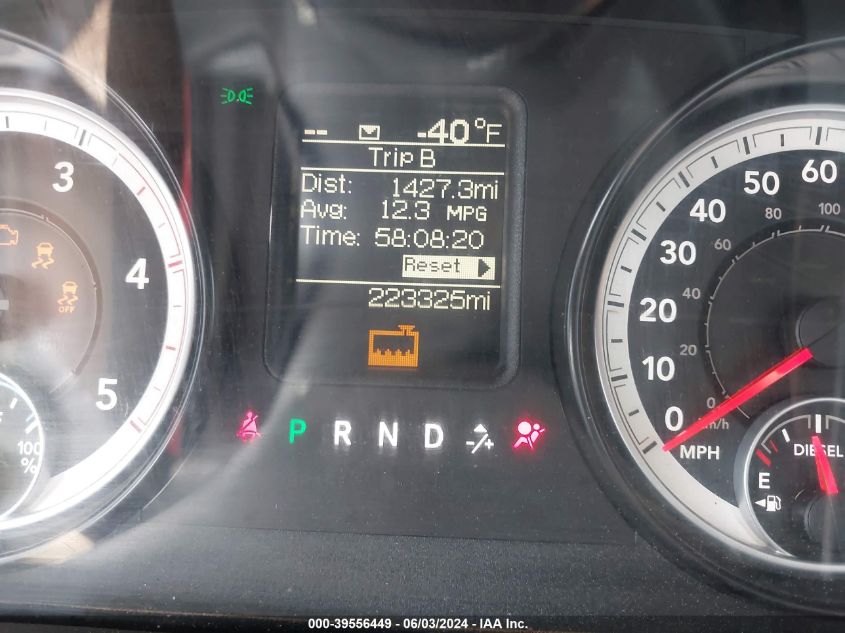 -- -40°F
Trip B
Dist: 1427.3mi
Avg: 12.3 MPG
Time: 58:08:20
Reset
223325mi
P R N D -/+
3
4
5
OFF
100
%
0
10
20
30
40
50
60
0
20
40
60
80
100
km/h
MPH
DIESEL
E
000-39556449 - 06/03/2024 - IAA Inc.